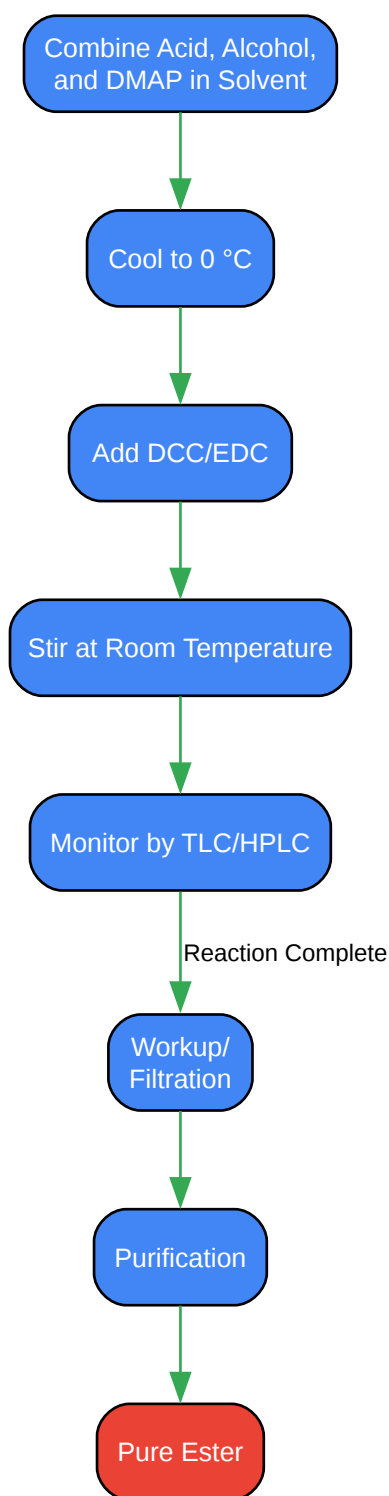 Combine Acid, Alcohol,
and DMAP in Solvent
Cool to 0 °C
Add DCC/EDC
Stir at Room Temperature
Monitor by TLC/HPLC
Reaction Complete
Workup/
Filtration
Purification
Pure Ester